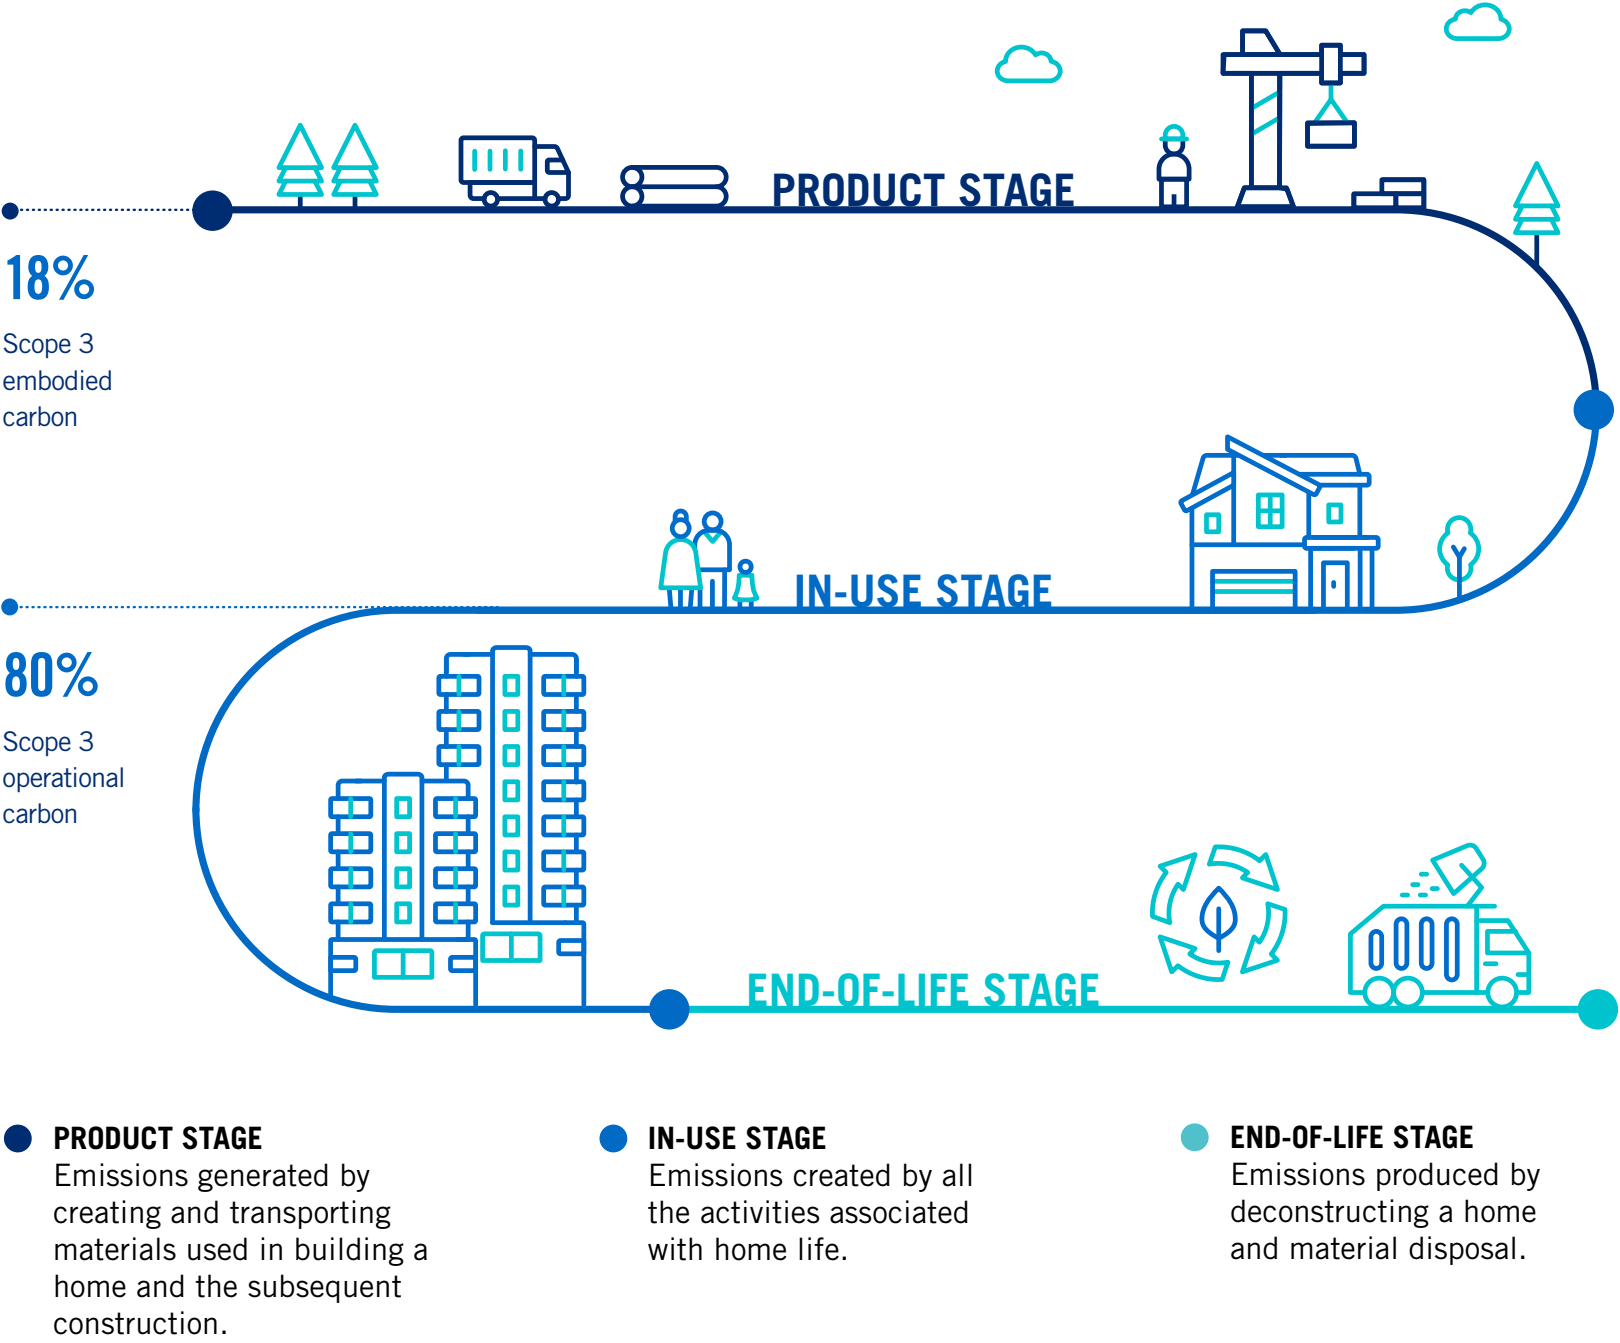 PRODUCT STAGE
18%
Scope 3
embodied
carbon
IN-USE STAGE
80%
Scope 3
operational
carbon
END-OF-LIFE STAGE
PRODUCT STAGE
Emissions generated by
creating and transporting
materials used in building a
home and the subsequent
construction.
IN-USE STAGE
Emissions created by all
the activities associated
with home life.
END-OF-LIFE STAGE
Emissions produced by
deconstructing a home
and material disposal.